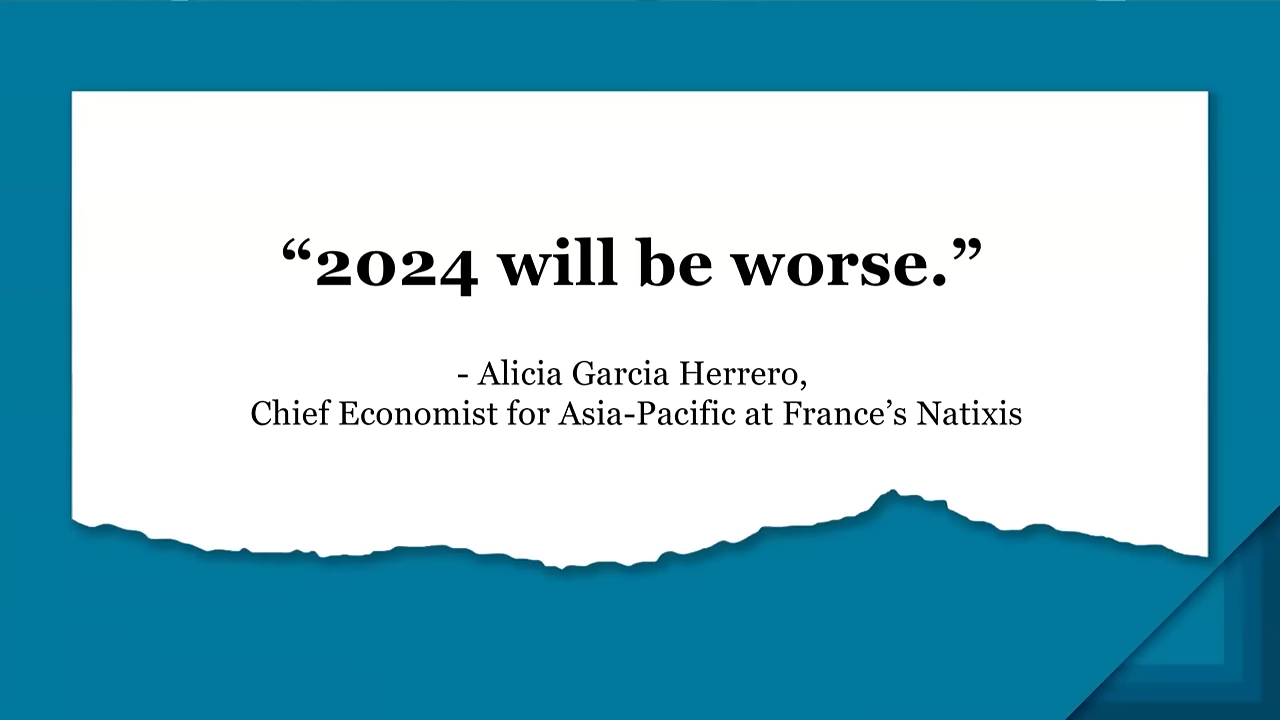 “2024 will be worse.”
- Alicia Garcia Herrero,
Chief Economist for Asia-Pacific at France’s Natixis